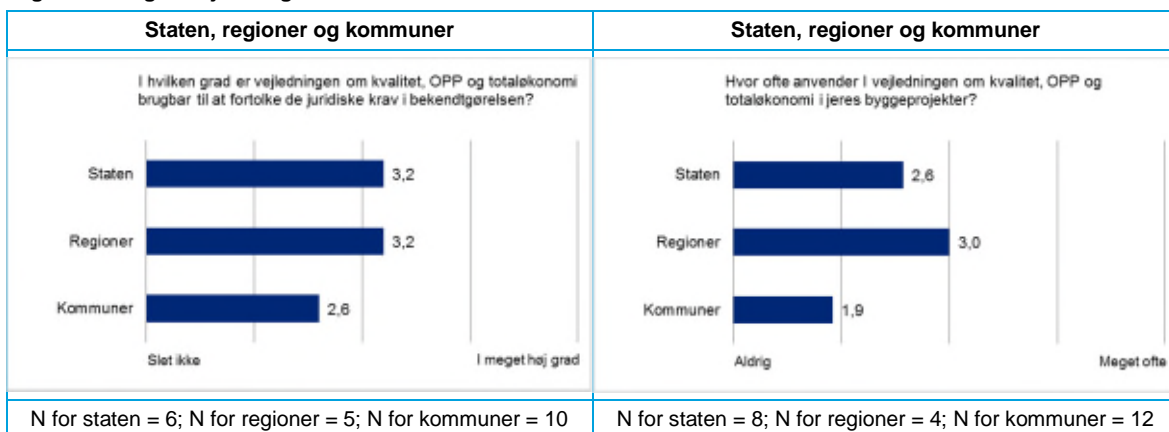 Staten, regioner og kommuner
Staten, regioner og kommuner
I hvilken grad er vejledningen om kvalitet, OPP og totaløkonomi
brugbar til at fortolke de juridiske krav i bekendtgørelsen?
Staten
3,2
Regioner
3,2
Kommuner
2,6
Slet ikke
I meget høj grad
Hvor ofte anvender I vejledningen om kvalitet, OPP og
totaløkonomi i jeres byggeprojekter?
Staten
2,6
Regioner
3,0
Kommuner
1,9
Aldrig
Meget ofte
N for staten = 6; N for regioner = 5; N for kommuner = 10
N for staten = 8; N for regioner = 4; N for kommuner = 12